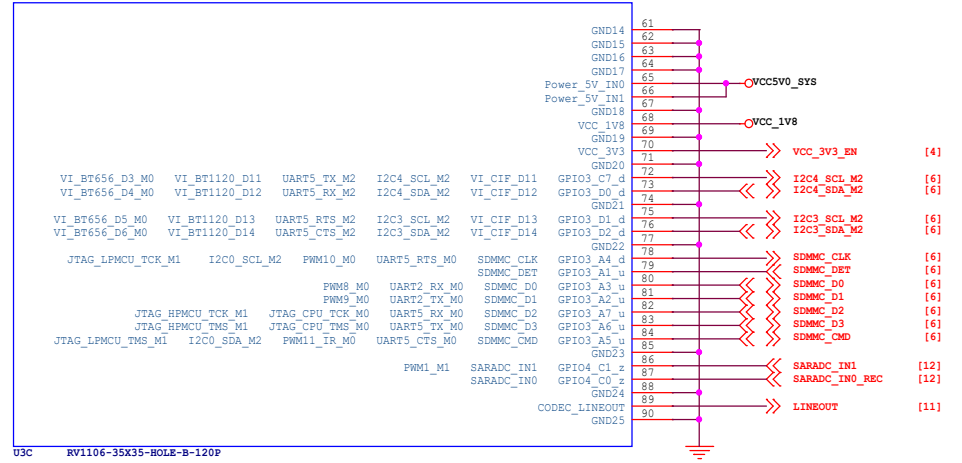 GND14 61
GND15 62
GND16 63
GND17 64
Power_5V_IN0 65 VCC5V0_SYS
Power_5V_IN1 66
GND18 67
VCC_1V8 68 VCC_1V8
GND19 69
VCC_3V3 70 VCC_3V3_EN [4]
GND20 71
VI_BT656_D3_M0 VI_BT1120_D11 UART5_TX_M2 I2C4_SCL_M2 VI_CIF_D11 GPIO3_C7_d 72 I2C4_SCL_M2 [6]
VI_BT656_D4_M0 VI_BT1120_D12 UART5_RX_M2 I2C4_SDA_M2 VI_CIF_D12 GPIO3_D0_d 73 I2C4_SDA_M2 [6]
GND21 74
VI_BT656_D5_M0 VI_BT1120_D13 UART5_RTS_M2 I2C3_SCL_M2 VI_CIF_D13 GPIO3_D1_d 75 I2C3_SCL_M2 [6]
VI_BT656_D6_M0 VI_BT1120_D14 UART5_CTS_M2 I2C3_SDA_M2 VI_CIF_D14 GPIO3_D2_d 76 I2C3_SDA_M2 [6]
GND22 77
JTAG_LPMCU_TCK_M1 I2C0_SCL_M2 PWM10_M0 UART5_RTS_M0 SDMMC_CLK GPIO3_A4_d 78 SDMMC_CLK [6]
SDMMC_DET GPIO3_A1_u 79 SDMMC_DET [6]
PWM8_M0 UART2_RX_M0 SDMMC_D0 GPIO3_A3_u 80 SDMMC_D0 [6]
PWM9_M0 UART2_TX_M0 SDMMC_D1 GPIO3_A2_u 81 SDMMC_D1 [6]
JTAG_HPMCU_TCK_M1 JTAG_CPU_TCK_M0 UART5_RX_M0 SDMMC_D2 GPIO3_A7_u 82 SDMMC_D2 [6]
JTAG_HPMCU_TMS_M1 JTAG_CPU_TMS_M0 UART5_TX_M0 SDMMC_D3 GPIO3_A6_u 83 SDMMC_D3 [6]
JTAG_LPMCU_TMS_M1 I2C0_SDA_M2 PWM11_IR_M0 UART5_CTS_M0 SDMMC_CMD GPIO3_A5_u 84 SDMMC_CMD [6]
GND23 85
PWM1_M1 SARADC_IN1 GPIO4_C1_z 86 SARADC_IN1 [12]
SARADC_IN0 GPIO4_C0_z 87 SARADC_IN0_REC [12]
GND24 88
CODEC_LINEOUT 89 LINEOUT [11]
GND25 90
U3C RV1106-35X35-HOLE-B-120P